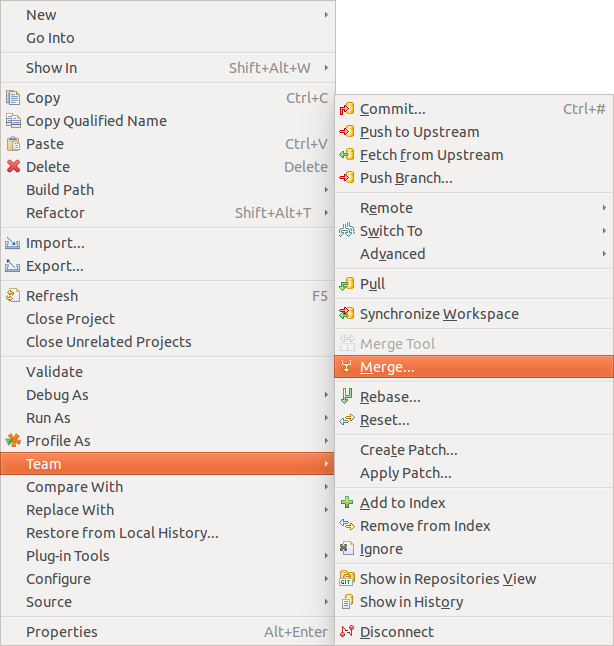 New
Go Into
Show In Shift+Alt+W
Copy Ctrl+C
Copy Qualified Name
Paste Ctrl+V
Delete Delete
Build Path
Refactor Shift+Alt+T
Import...
Export...
Refresh F5
Close Project
Close Unrelated Projects
Validate
Debug As
Run As
Profile As
Team
Compare With
Replace With
Restore from Local History...
Plug-in Tools
Configure
Source
Properties Alt+Enter
Commit... Ctrl+#
Push to Upstream
Fetch from Upstream
Push Branch...
Remote
Switch To
Advanced
Pull
Synchronize Workspace
Merge Tool
Merge...
Rebase...
Reset...
Create Patch...
Apply Patch...
Add to Index
Remove from Index
Ignore
GIT Show in Repositories View
Show in History
Disconnect